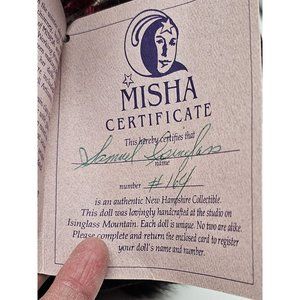 MISHA
CERTIFICATE
This hereby certifies that
Samuel Isinglass
name
number #164
is an authentic New Hampshire Collectible.
This doll was lovingly handcrafted at the studio on
Isinglass Mountain. Each doll is unique. No two are alike.
Please complete and return the enclosed card to register
your doll's name and number.